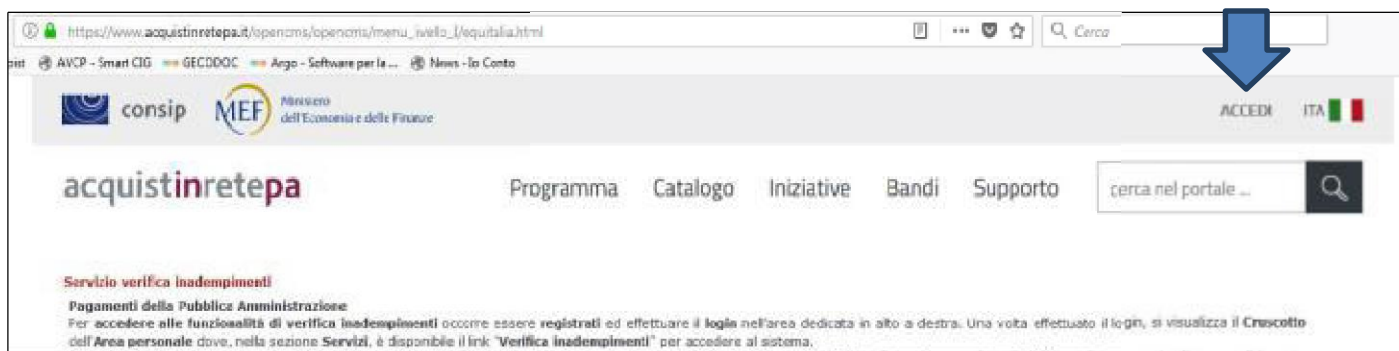 https://www.acquistinretepa.it/opencms/opencms/menu_livello_I/equitalia.html
Cerca
AVCP - Smart CIG GECODOC Argo - Software per la ... News - Io Conto
consip MEF Ministero
dell'Economia e delle Finanze
ACCEDI ITA
acquistinretepa
Programma Catalogo Iniziative Bandi Supporto cerca nel portale ...
Servizio verifica inadempimenti
Pagamenti della Pubblica Amministrazione
Per accedere alle funzionalità di verifica inadempimenti occorre essere registrati ed effettuare il login nell'area dedicata in alto a destra. Una volta effettuato il login, si visualizza il Cruscotto
dell'Area personale dove, nella sezione Servizi, è disponibile il link "Verifica inadempimenti" per accedere al sistema.